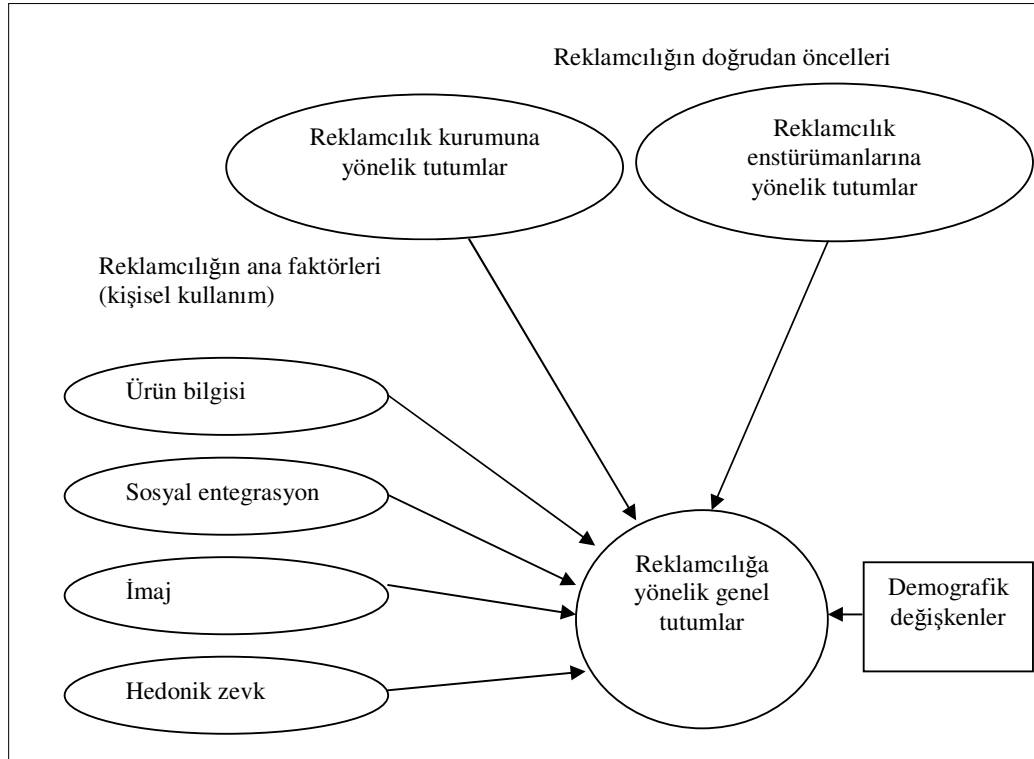 Reklamcılığın doğrudan öncelleri
Reklamcılık kurumuna
yönelik tutumlar
Reklamcılık
enstürümanlarına
yönelik tutumlar
Reklamcılığın ana faktörleri
(kişisel kullanım)
Ürün bilgisi
Sosyal entegrasyon
İmaj
Hedonik zevk
Reklamcılığa
yönelik genel
tutumlar
Demografik
değişkenler